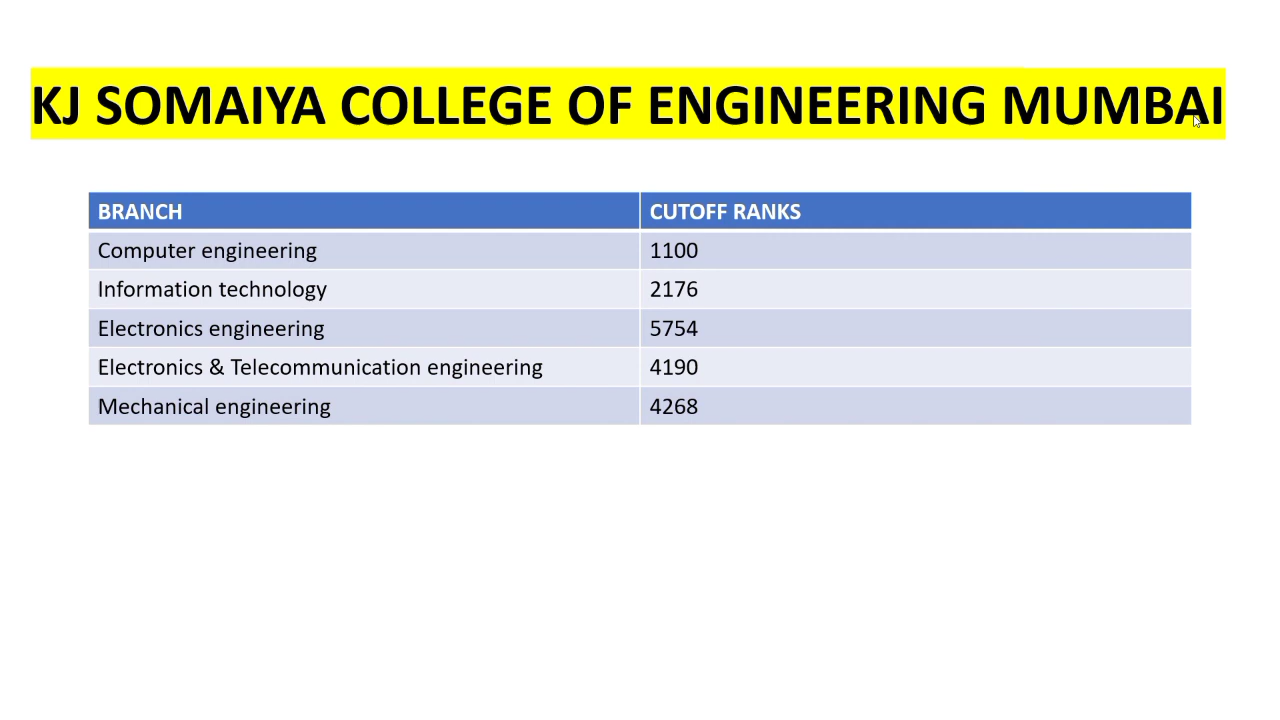 KJ SOMAIYA COLLEGE OF ENGINEERING MUMBAI
BRANCH CUTOFF RANKS
Computer engineering 1100
Information technology 2176
Electronics engineering 5754
Electronics & Telecommunication engineering 4190
Mechanical engineering 4268